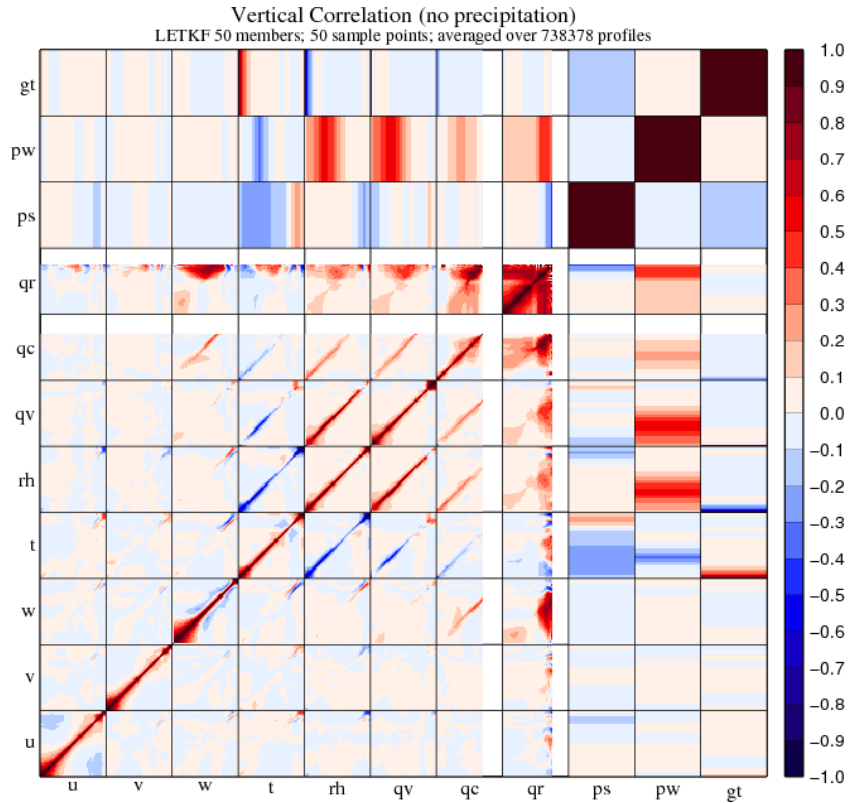 Vertical Correlation (no precipitation)
LETKF 50 members; 50 sample points; averaged over 738378 profiles
gt
pw
ps
qr
qc
qv
rh
t
w
v
u
u v w t rh qv qc qr ps pw gt
1.0
0.9
0.8
0.7
0.6
0.5
0.4
0.3
0.2
0.1
0.0
−0.1
−0.2
−0.3
−0.4
−0.5
−0.6
−0.7
−0.8
−0.9
−1.0